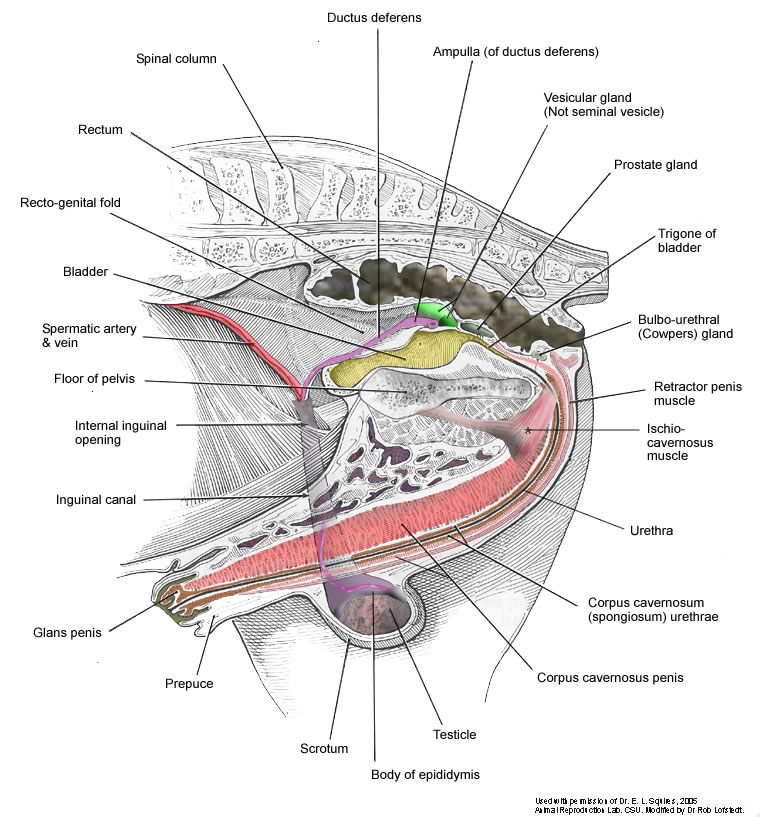 Ductus deferens
Ampulla (of ductus deferens)
Spinal column
Vesicular gland
(Not seminal vesicle)
Rectum
Prostate gland
Recto-genital fold
Trigone of
bladder
Bladder
Spermatic artery
& vein
Bulbo-urethral
(Cowpers) gland
Floor of pelvis
Retractor penis
muscle
Internal inguinal
opening
*
Ischio-
cavernosus
muscle
Inguinal canal
Urethra
Corpus cavernosum
(spongiosum) urethrae
Glans penis
Prepuce
Corpus cavernosus penis
Scrotum
Testicle
Body of epididymis
Used with permission of Dr. E. L. Squires, 2005
Animal Reproduction Lab. CSU. Modified by Dr Rob Lofstedt.